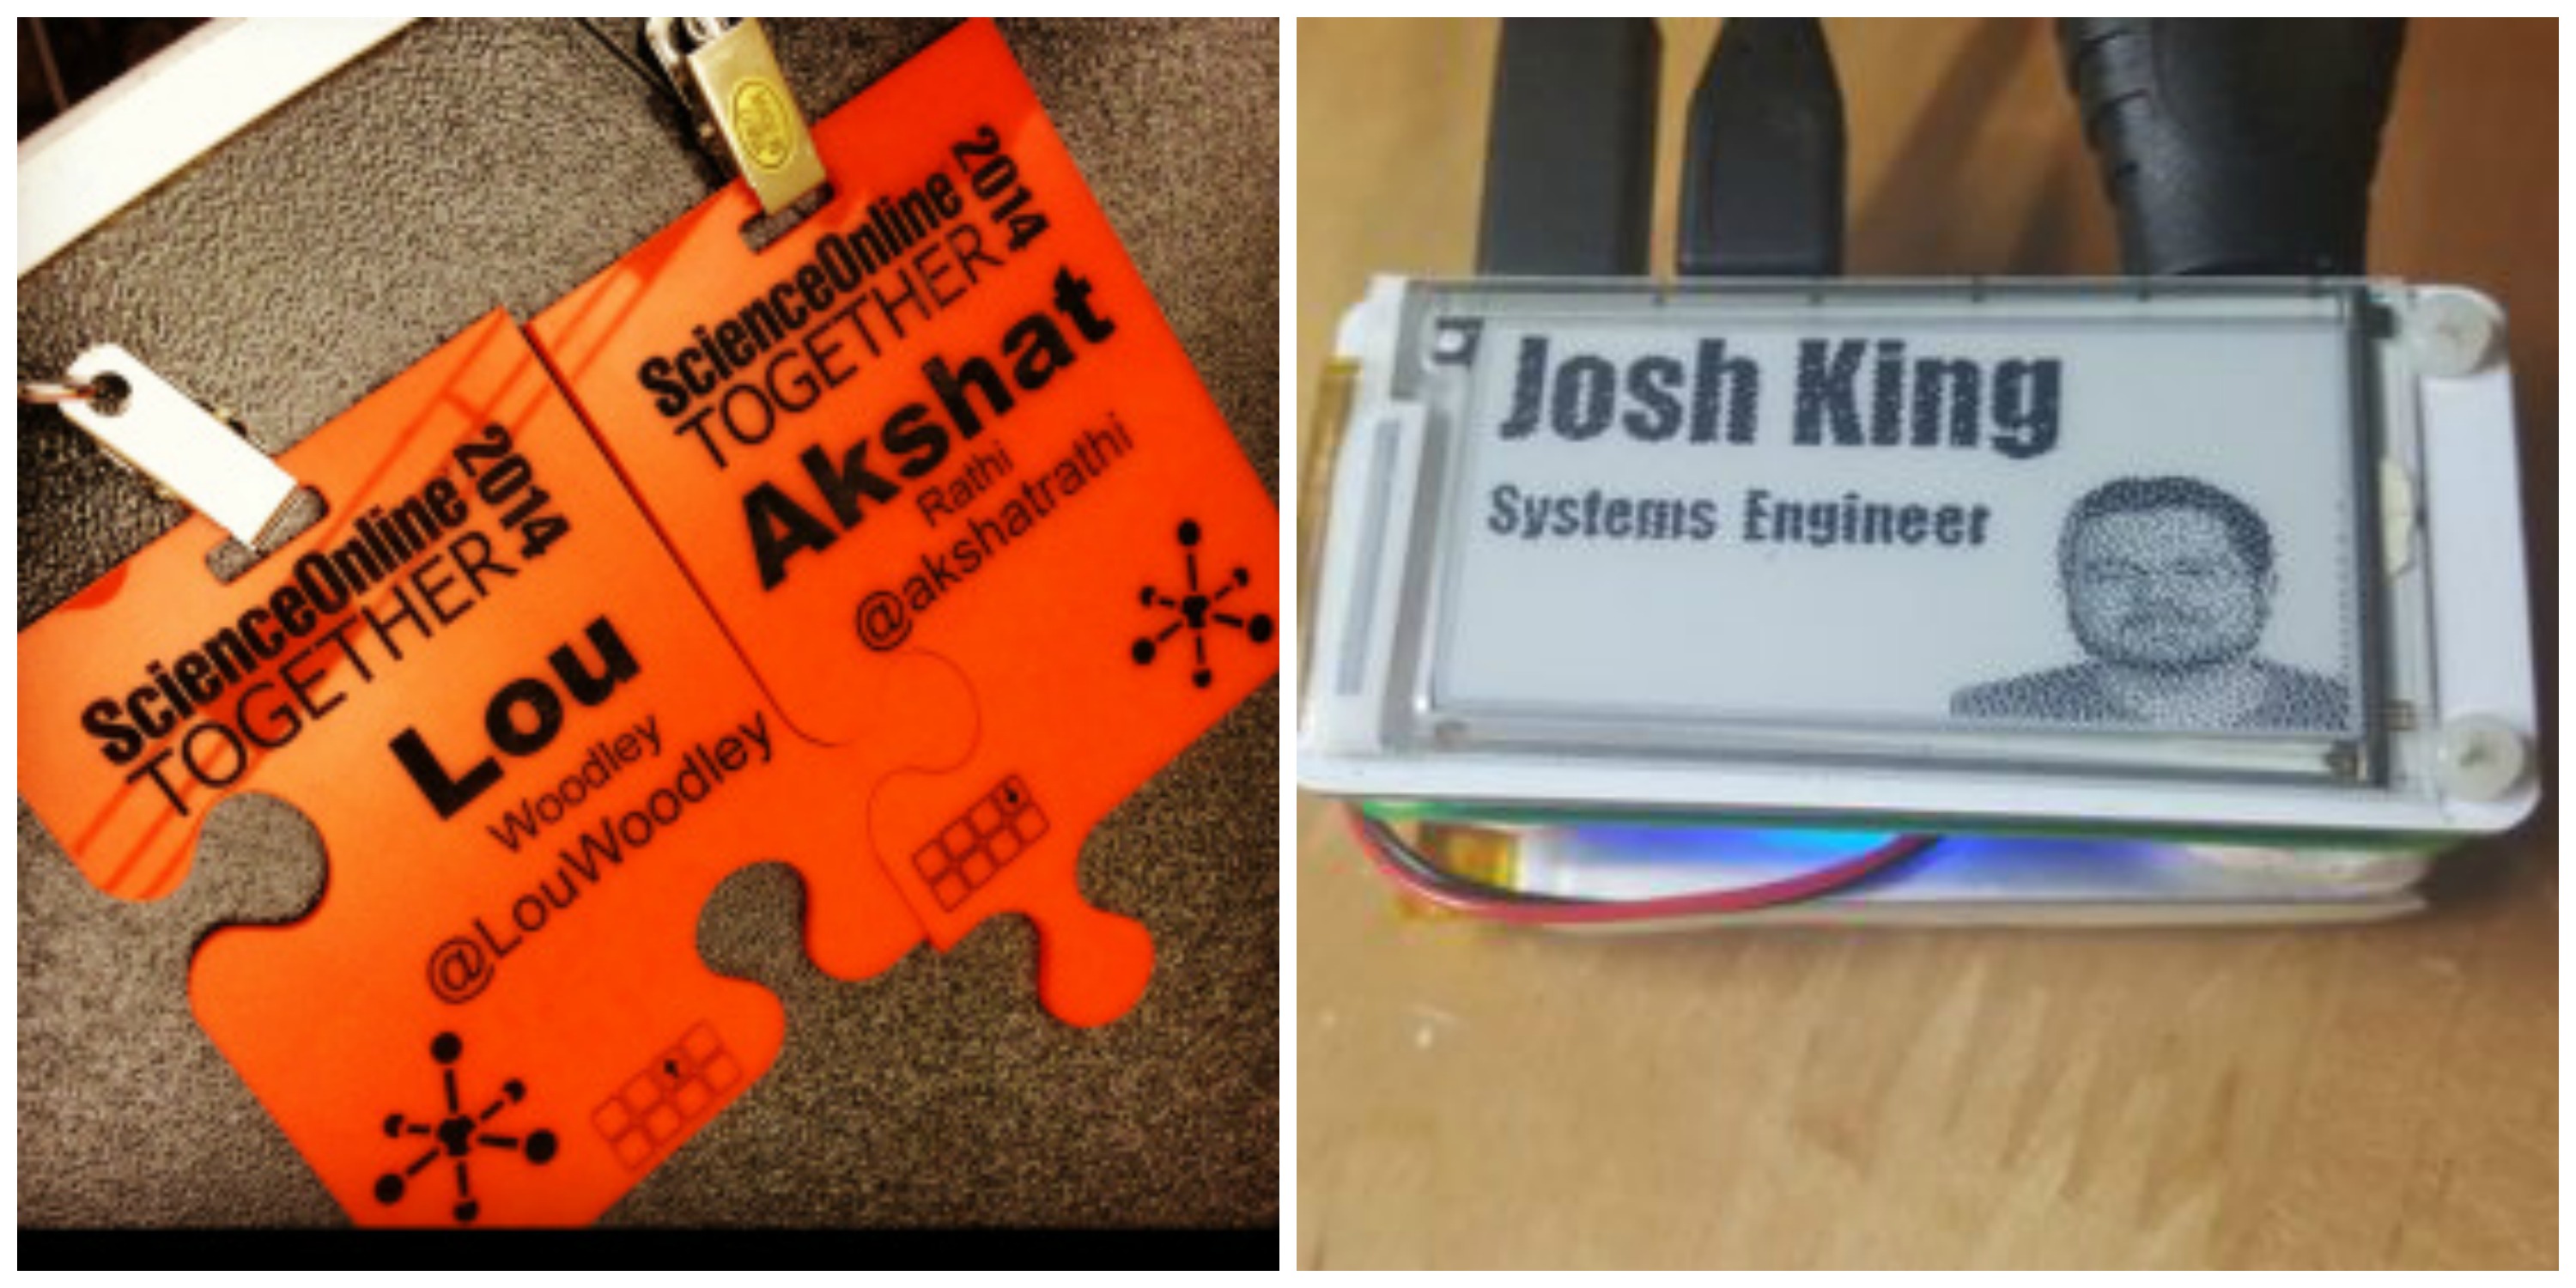 ScienceOnline
TOGETHER
2014
Lou
Woodley
@LouWoodley
ScienceOnline
TOGETHER
2014
Akshat
Rathi
@akshatrathi
Josh King
Systems Engineer